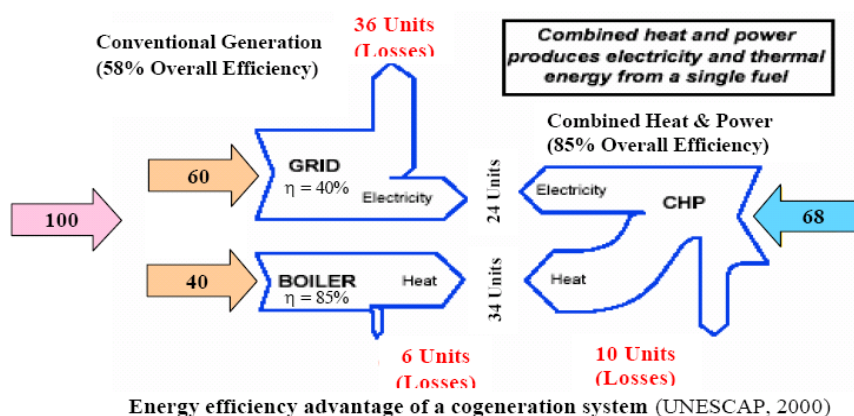 Conventional Generation
(58% Overall Efficiency)
36 Units
(Losses)
Combined heat and power
produces electricity and thermal
energy from a single fuel
Combined Heat & Power
(85% Overall Efficiency)
100
60
GRID
η = 40%
Electricity
24 Units
Electricity
CHP
68
40
BOILER
η = 85%
Heat
34 Units
Heat
6 Units
(Losses)
10 Units
(Losses)
Energy efficiency advantage of a cogeneration system (UNESCAP, 2000)